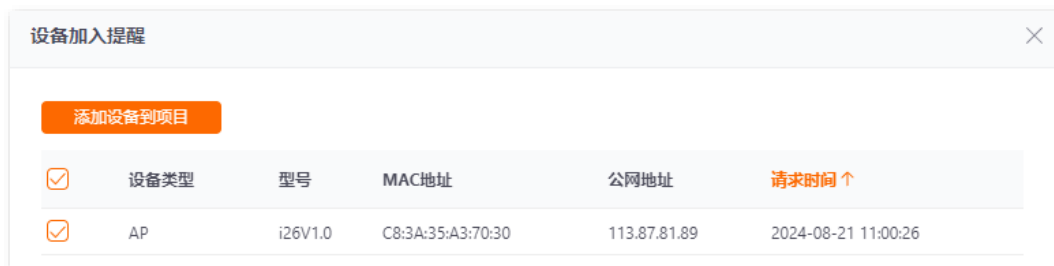 设备加入提醒
添加设备到项目
设备类型 型号 MAC地址 公网地址 请求时间↑
AP i26V1.0 C8:3A:35:A3:70:30 113.87.81.89 2024-08-21 11:00:26